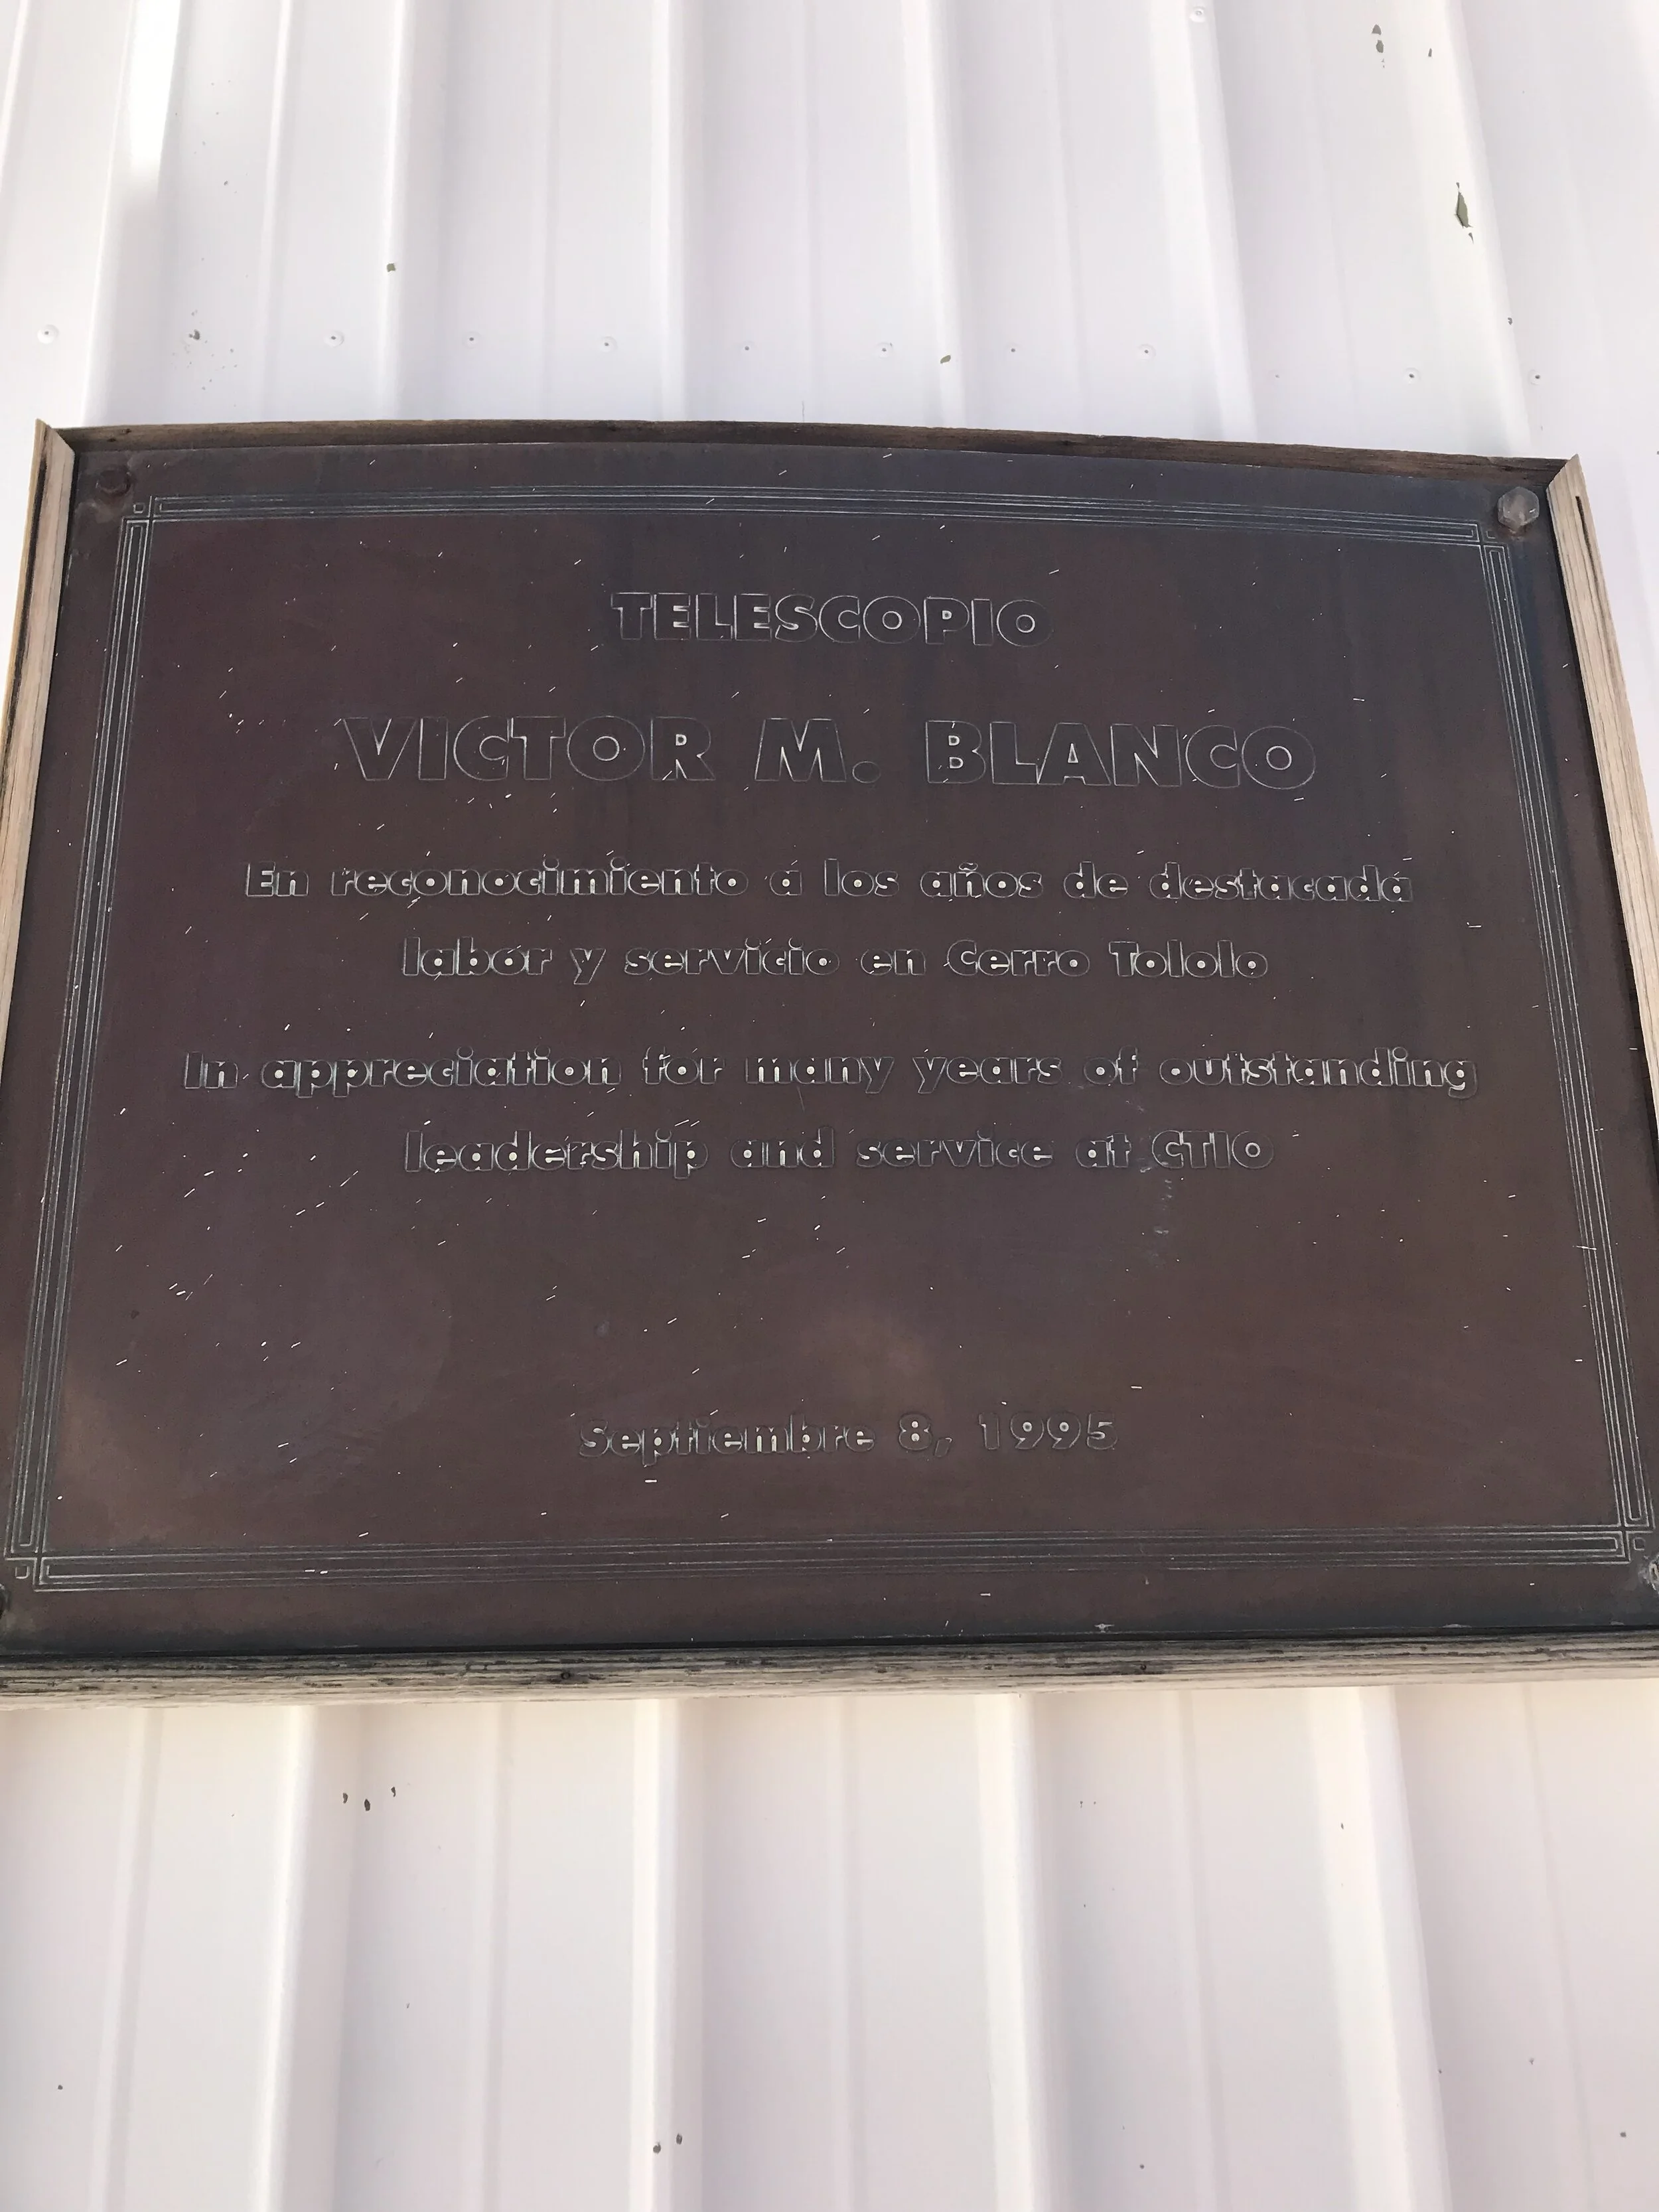 TELESCOPIO
VICTOR M. BLANCO
En reconocimiento a los años de destacada
labor y servicio en Cerro Tololo
In appreciation for many years of outstanding
leadership and service at CTIO
Septiembre 8, 1995